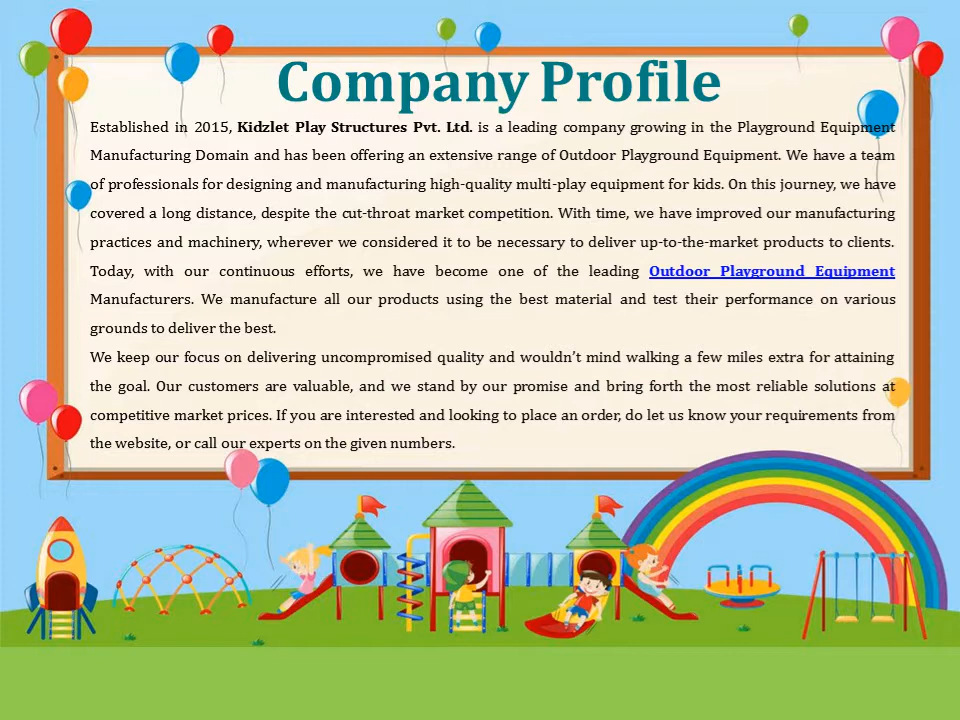 Company Profile
Established in 2015, Kidzlet Play Structures Pvt. Ltd. is a leading company growing in the Playground Equipment
Manufacturing Domain and has been offering an extensive range of Outdoor Playground Equipment. We have a team
of professionals for designing and manufacturing high-quality multi-play equipment for kids. On this journey, we have
covered a long distance, despite the cut-throat market competition. With time, we have improved our manufacturing
practices and machinery, wherever we considered it to be necessary to deliver up-to-the-market products to clients.
Today, with our continuous efforts, we have become one of the leading Outdoor Playground Equipment
Manufacturers. We manufacture all our products using the best material and test their performance on various
grounds to deliver the best.
We keep our focus on delivering uncompromised quality and wouldn’t mind walking a few miles extra for attaining
the goal. Our customers are valuable, and we stand by our promise and bring forth the most reliable solutions at
competitive market prices. If you are interested and looking to place an order, do let us know your requirements from
the website, or call our experts on the given numbers.